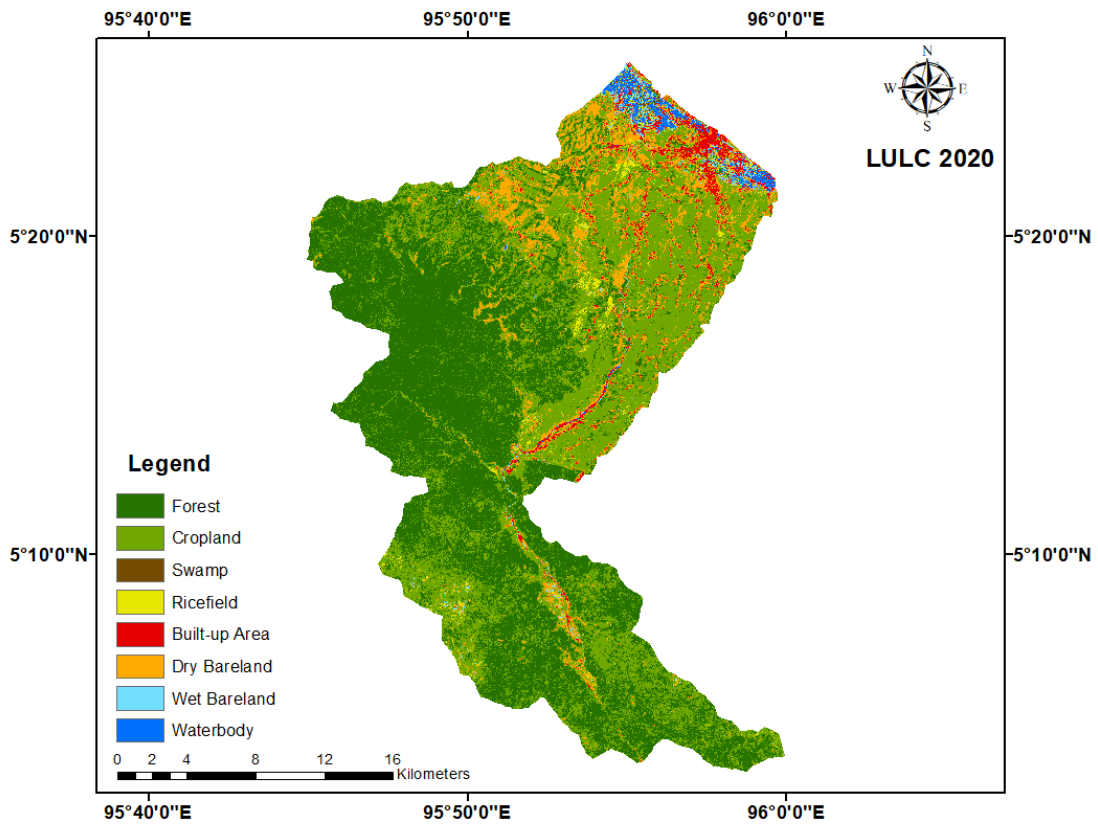 95°40'0"E 95°50'0"E 96°0'0"E
N
W E
S
LULC 2020
5°20'0"N 5°20'0"N
5°10'0"N 5°10'0"N
Legend
Forest
Cropland
Swamp
Ricefield
Built-up Area
Dry Bareland
Wet Bareland
Waterbody
0 2 4 8 12 16
Kilometers
95°40'0"E 95°50'0"E 96°0'0"E